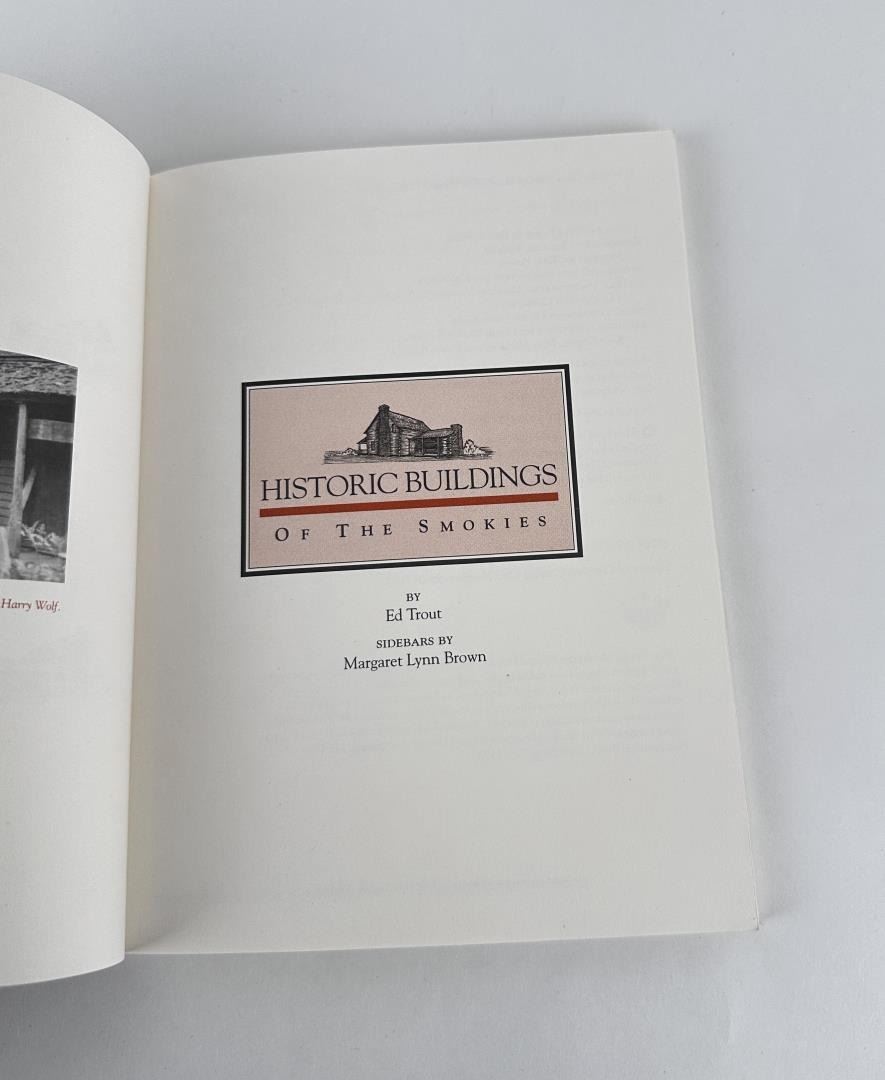 Harry Wolf.
HISTORIC BUILDINGS
OF THE SMOKIES
BY
Ed Trout
SIDEBARS BY
Margaret Lynn Brown